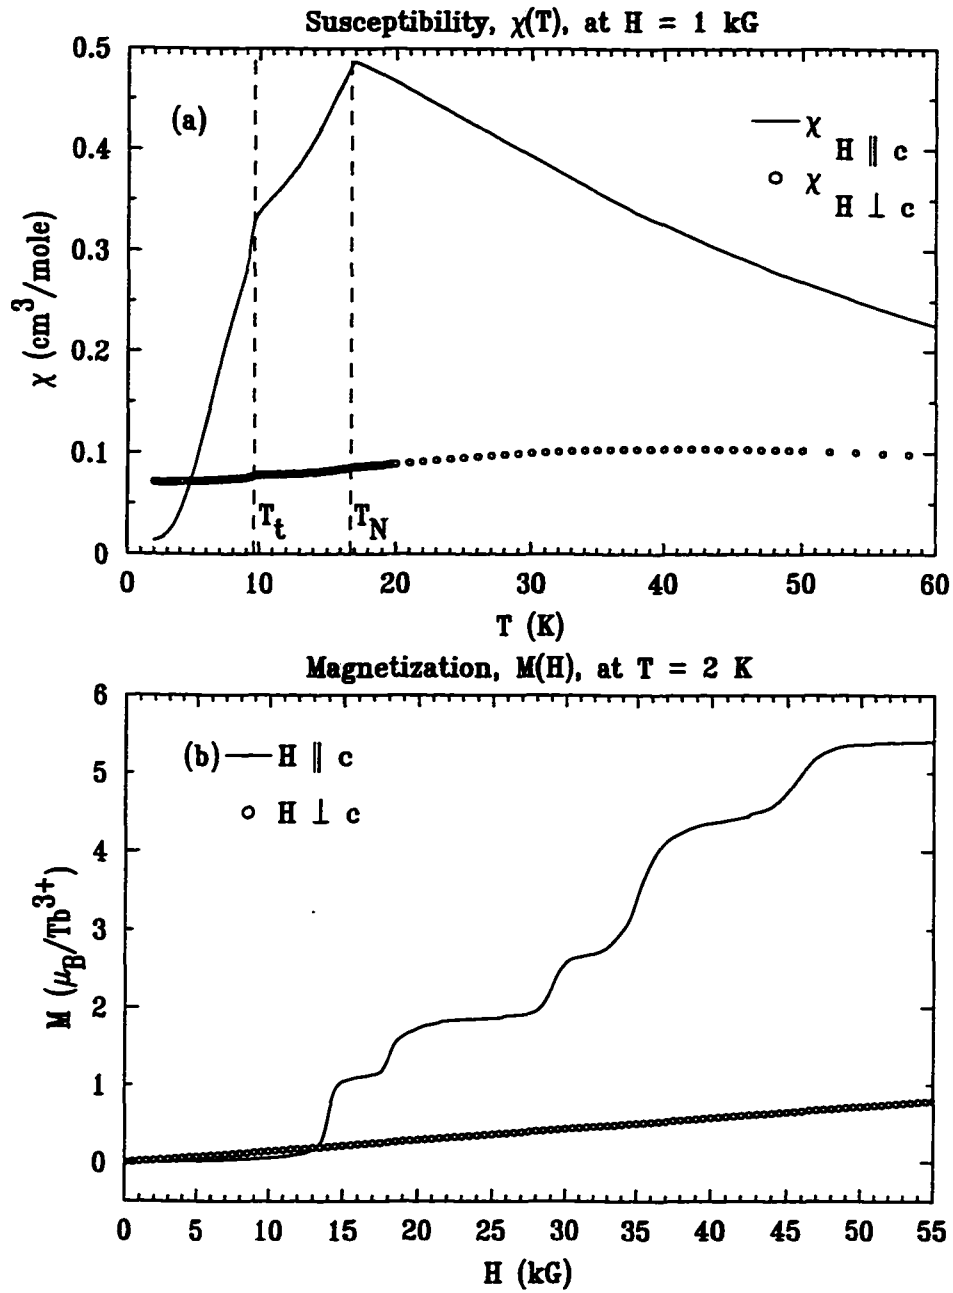 Susceptibility, χ(T), at H = 1 kG
0.5
0.4
0.3
0.2
0.1
0
χ (cm³/mole)
(a)
χ H ∥ c
χ H ⊥ c
T_t
T_N
0 10 20 30 40 50 60
T (K)
Magnetization, M(H), at T = 2 K
6
5
4
3
2
1
0
M (μ_B/Tb³⁺)
(b) H ∥ c
H ⊥ c
0 5 10 15 20 25 30 35 40 45 50 55
H (kG)